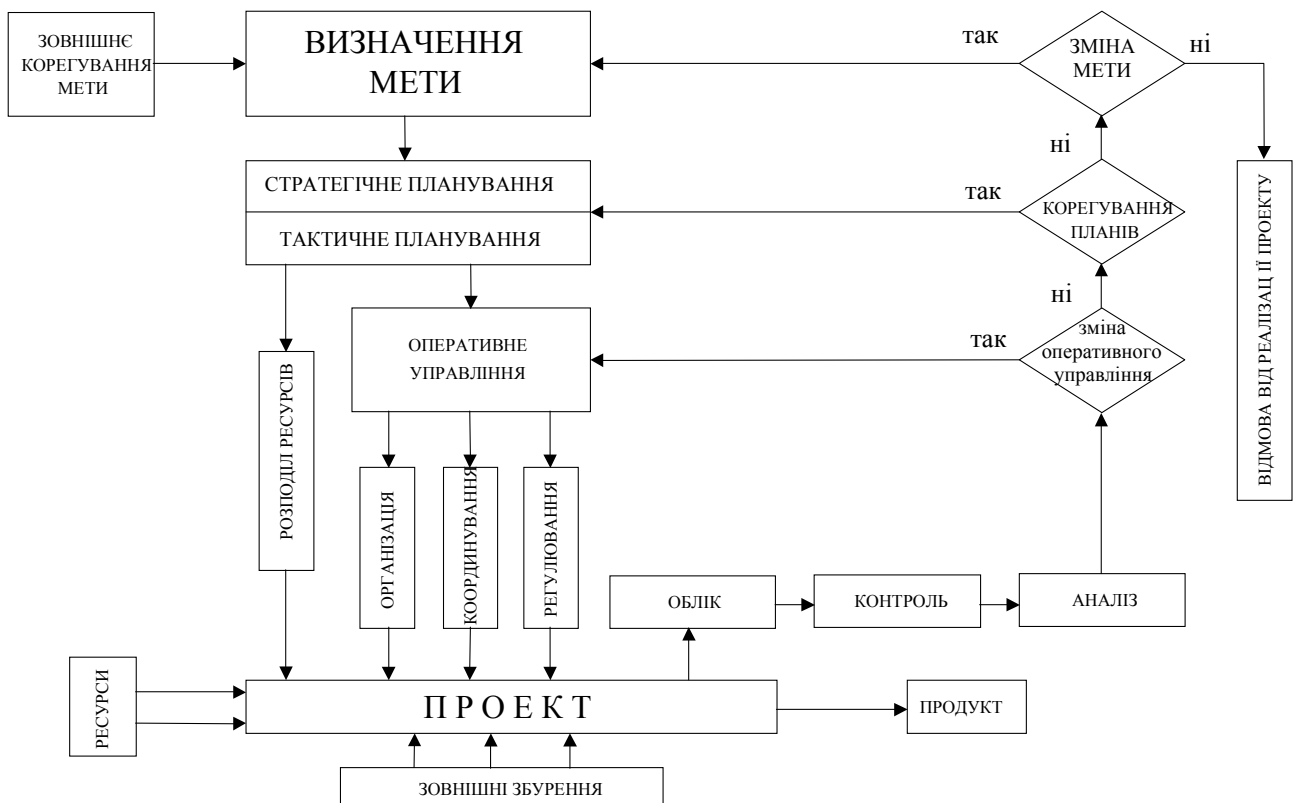 ЗОВНІШНЄ
КОРЕГУВАННЯ
МЕТИ
ВИЗНАЧЕННЯ
МЕТИ
так
ЗМІНА
МЕТИ
ні
ні
СТРАТЕГІЧНЕ ПЛАНУВАННЯ
ТАКТИЧНЕ ПЛАНУВАННЯ
так
КОРЕГУВАННЯ
ПЛАНІВ
ні
ВІДМОВА ВІД РЕАЛІЗАЦ ІЇ ПРОЕКТУ
ОПЕРАТИВНЕ
УПРАВЛІННЯ
так
зміна
оперативного
управління
РОЗПОДІЛ РЕСУРСІВ
ОРГАНІЗАЦІЯ
КООРДИНУВАННЯ
РЕГУЛЮВАННЯ
ОБЛІК
КОНТРОЛЬ
АНАЛІЗ
РЕСУРСИ
П Р О Е К Т
ПРОДУКТ
ЗОВНІШНІ ЗБУРЕННЯ